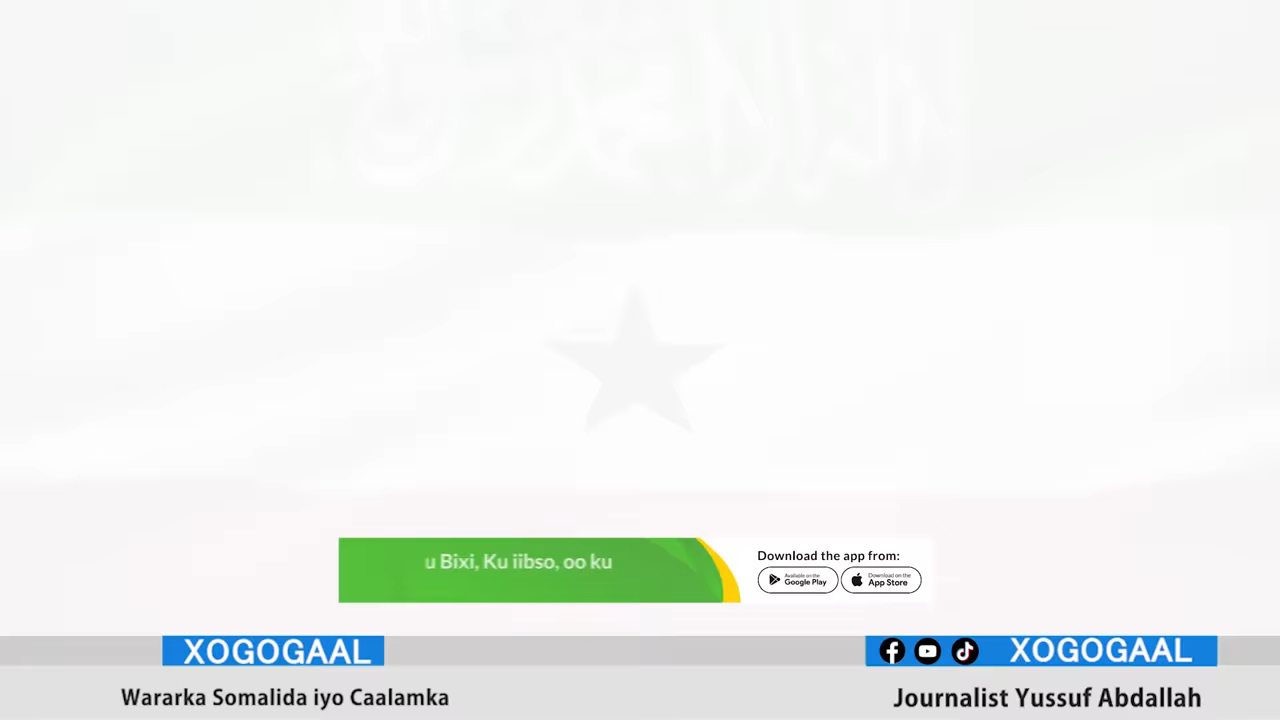 u Bixi, Ku iibso, oo ku
Download the app from:
Available on the
Google Play
Download on the
App Store
XOGOGAAL
XOGOGAAL
Wararka Somalida iyo Caalamka
Journalist Yussuf Abdallah